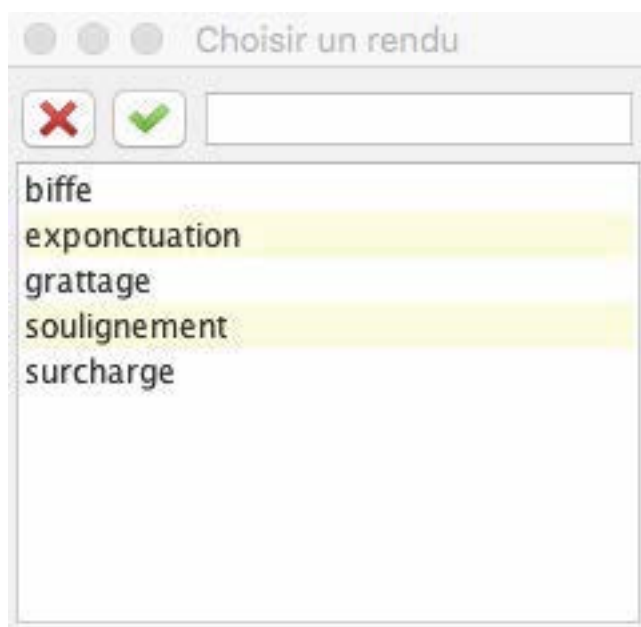 Choisir un rendu
biffe
exponctuation
grattage
soulignement
surcharge